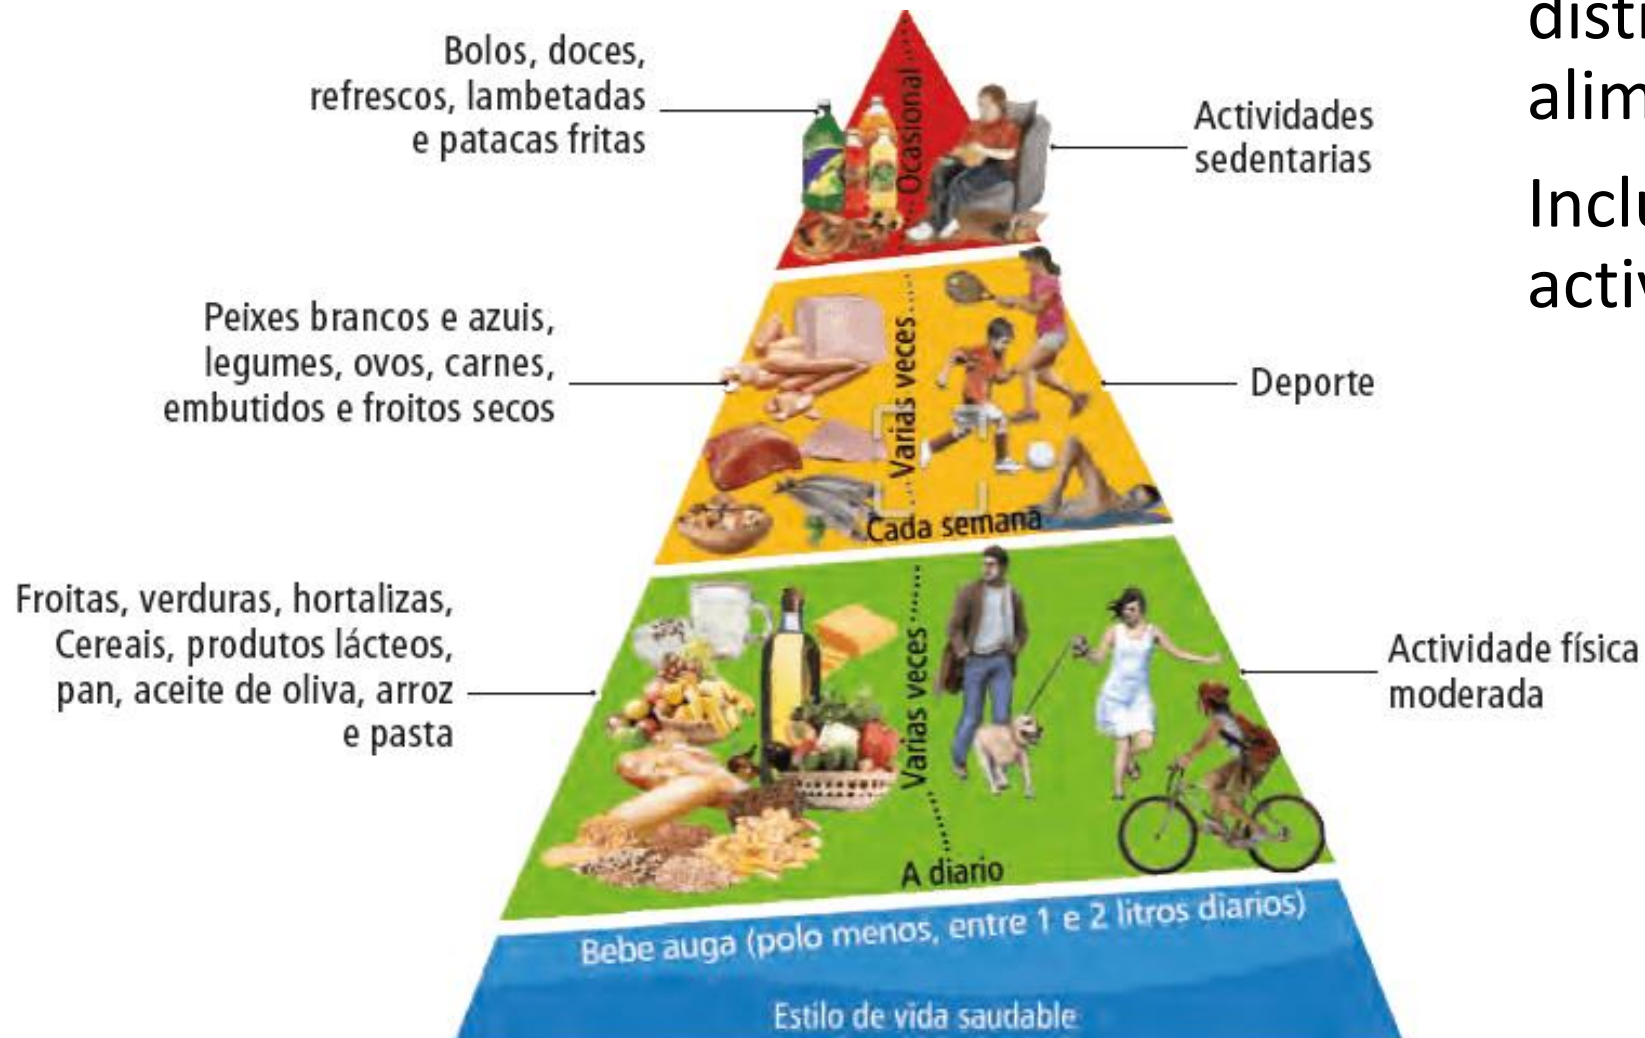 Bolos, doces,
refrescos, lambetadas
e patacas fritas
Ocasional
Actividades
sedentarias
Peixes brancos e azuis,
legumes, ovos, carnes,
embutidos e froitos secos
Varias veces
Cada semana
Deporte
Froitas, verduras, hortalizas,
Cereais, produtos lácteos,
pan, aceite de oliva, arroz
e pasta
Varias veces
A diario
Actividade física
moderada
Bebe auga (polo menos, entre 1 e 2 litros diarios)
Estilo de vida saudable